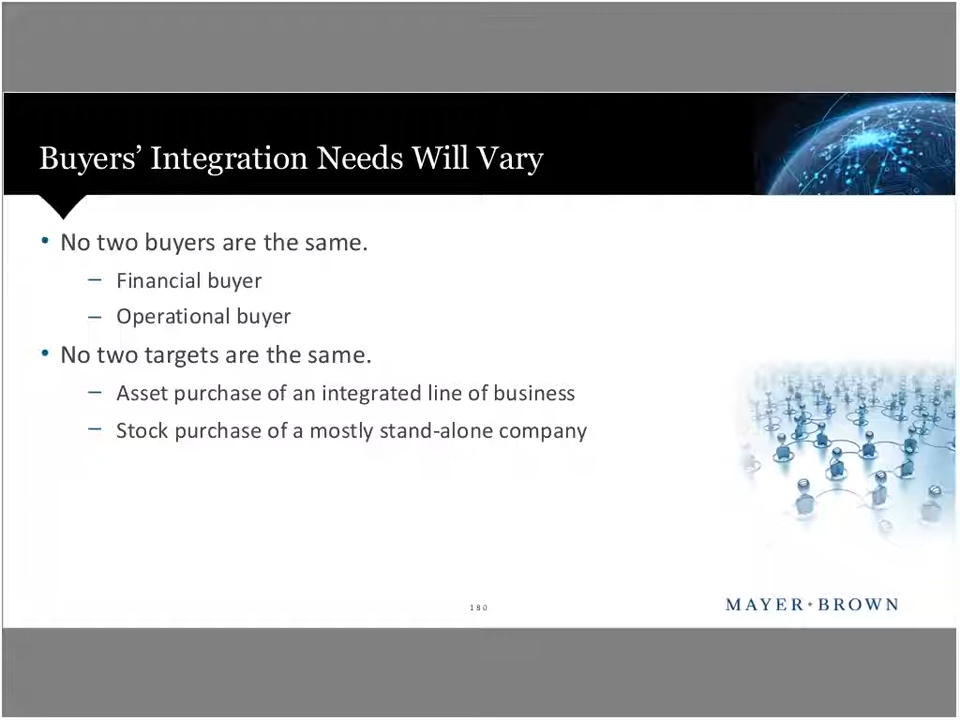 Buyers’ Integration Needs Will Vary
• No two buyers are the same.
– Financial buyer
– Operational buyer
• No two targets are the same.
– Asset purchase of an integrated line of business
– Stock purchase of a mostly stand-alone company
180
MAYER•BROWN